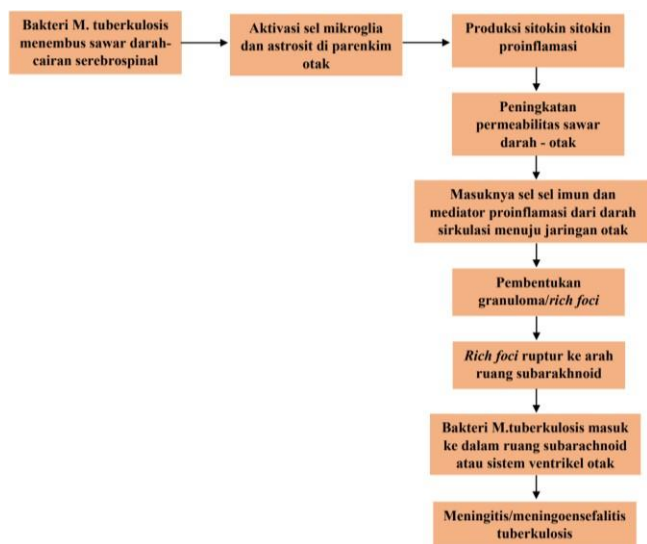 Bakteri M. tuberkulosis
menembus sawar darah-
cairan serebrospinal
Aktivasi sel mikroglia
dan astrosit di parenkim
otak
Produksi sitokin sitokin
proinflamasi
Peningkatan
permeabilitas sawar
darah - otak
Masuknya sel sel imun dan
mediator proinflamasi dari darah
sirkulasi menuju jaringan otak
Pembentukan
granuloma/rich foci
Rich foci ruptur ke arah
ruang subarakhnoid
Bakteri M.tuberkulosis masuk
ke dalam ruang subarachnoid
atau sistem ventrikel otak
Meningitis/meningoensefalitis
tuberkulosis